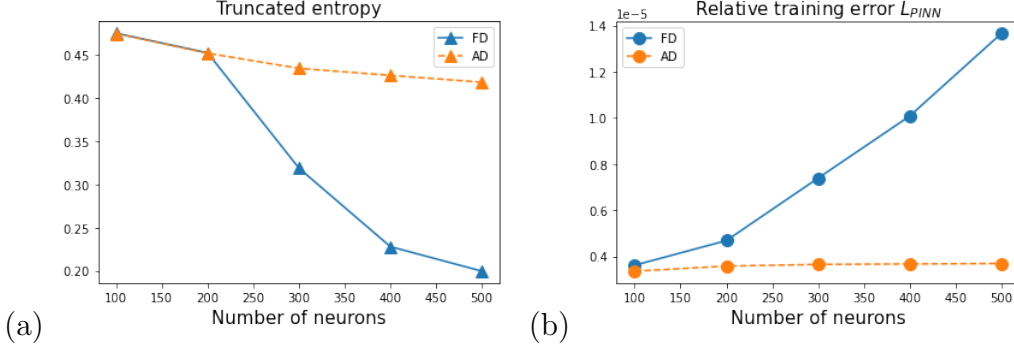 Truncated entropy
FD
AD
0.45
0.40
0.35
0.30
0.25
0.20
100 150 200 250 300 350 400 450 500
Number of neurons
(a)
Relative training error L_PINN
1e−5
FD
AD
1.4
1.2
1.0
0.8
0.6
0.4
100 150 200 250 300 350 400 450 500
Number of neurons
(b)